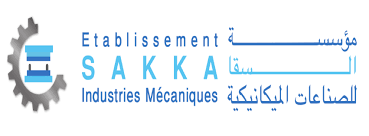 Etablissement
SAKKA
Industries Mécaniques
مؤسسة
السقا
للصناعات الميكانيكية